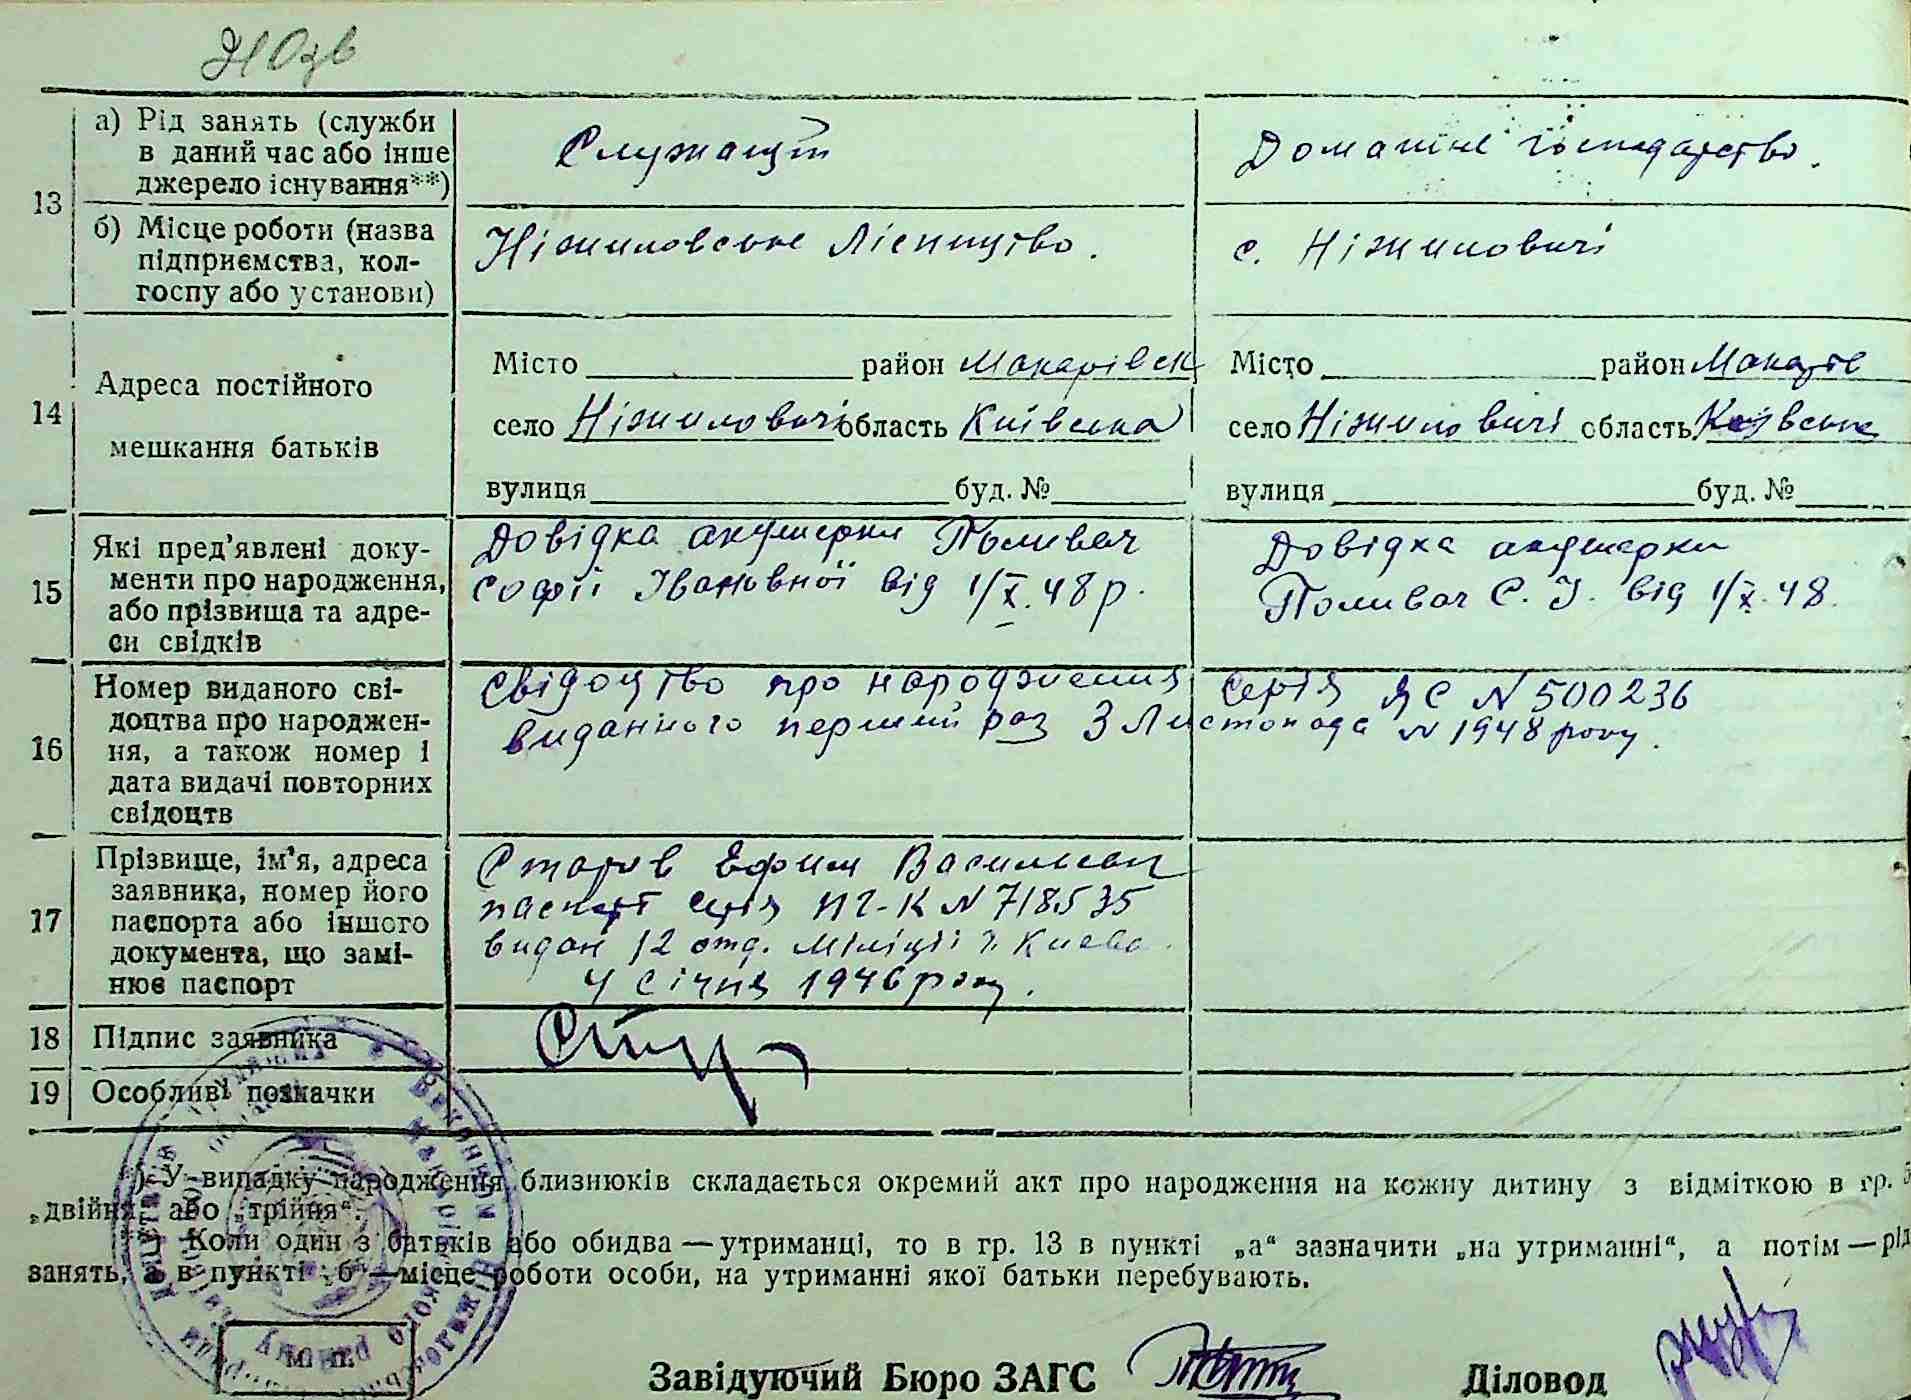 13
а) Рід занять (служби
в даний час або інше
джерело існування**)
Служащий
Домашнє господарство.
б) Місце роботи (назва
підприємства, кол-
госпу або установи)
Ніжиловське Лісництво.
с. Ніжиловичі
14
Адреса постійного
мешкання батьків
Місто район Макарівськ
село Ніжиловичі область Київська
вулиця буд. №
Місто район Макарів
село Ніжиловичі область
вулиця буд. №
15
Які пред'явлені доку-
менти про народження,
або прізвища та адре-
си свідків
Довідка акушерки Поливач
Софії Івановної від 1/X.48 р.
Довідка акушерки
Поливач С. І. від 1/X.48.
16
Номер виданого сві-
доцтва про народжен-
ня, а також номер і
дата видачі повторних
свідоцтв
Свідоцтво про народження серія ЯС N 500236
виданного перший раз 3 Листопада 1948 року.
17
Прізвище, ім'я, адреса
заявника, номер його
паспорта або іншого
документа, що замі-
нює паспорт
Ефим Васильевич
паспорт серія N 718535
видан 12 отд. міліції г. Києва
4 січня 1946 року.
18
Підпис заявника
19
Особливі позначки
*) У випадку народження близнюків складається окремий акт про народження на кожну дитину з відміткою в гр.
„двійня" або „трійня".
Коли один з батьків або обидва — утриманці, то в гр. 13 в пункті „а" зазначити „на утриманні", а потім — рід
занять, а в пункті „б" — місце роботи особи, на утриманні якої батьки перебувають.
М. П.
Завідуючий Бюро ЗАГС
Діловод